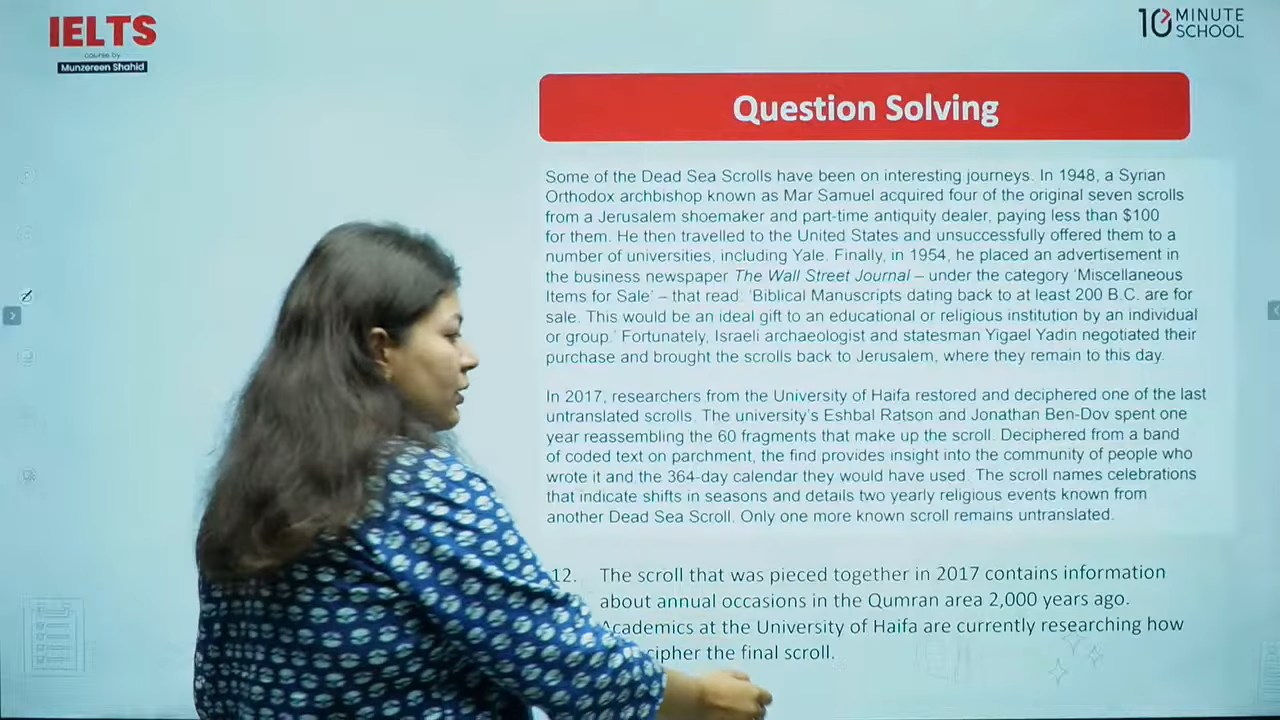 IELTS
course by
Munzereen Shahid
10 MINUTE
SCHOOL
Question Solving
Some of the Dead Sea Scrolls have been on interesting journeys. In 1948, a Syrian
Orthodox archbishop known as Mar Samuel acquired four of the original seven scrolls
from a Jerusalem shoemaker and part-time antiquity dealer, paying less than $100
for them. He then travelled to the United States and unsuccessfully offered them to a
number of universities, including Yale. Finally, in 1954, he placed an advertisement in
the business newspaper The Wall Street Journal – under the category ‘Miscellaneous
Items for Sale’ – that read: ‘Biblical Manuscripts dating back to at least 200 B.C. are for
sale. This would be an ideal gift to an educational or religious institution by an individual
or group.’ Fortunately, Israeli archaeologist and statesman Yigael Yadin negotiated their
purchase and brought the scrolls back to Jerusalem, where they remain to this day.
In 2017, researchers from the University of Haifa restored and deciphered one of the last
untranslated scrolls. The university’s Eshbal Ratson and Jonathan Ben-Dov spent one
year reassembling the 60 fragments that make up the scroll. Deciphered from a band
of coded text on parchment, the find provides insight into the community of people who
wrote it and the 364-day calendar they would have used. The scroll names celebrations
that indicate shifts in seasons and details two yearly religious events known from
another Dead Sea Scroll. Only one more known scroll remains untranslated.
12. The scroll that was pieced together in 2017 contains information
about annual occasions in the Qumran area 2,000 years ago.
Academics at the University of Haifa are currently researching how
cipher the final scroll.